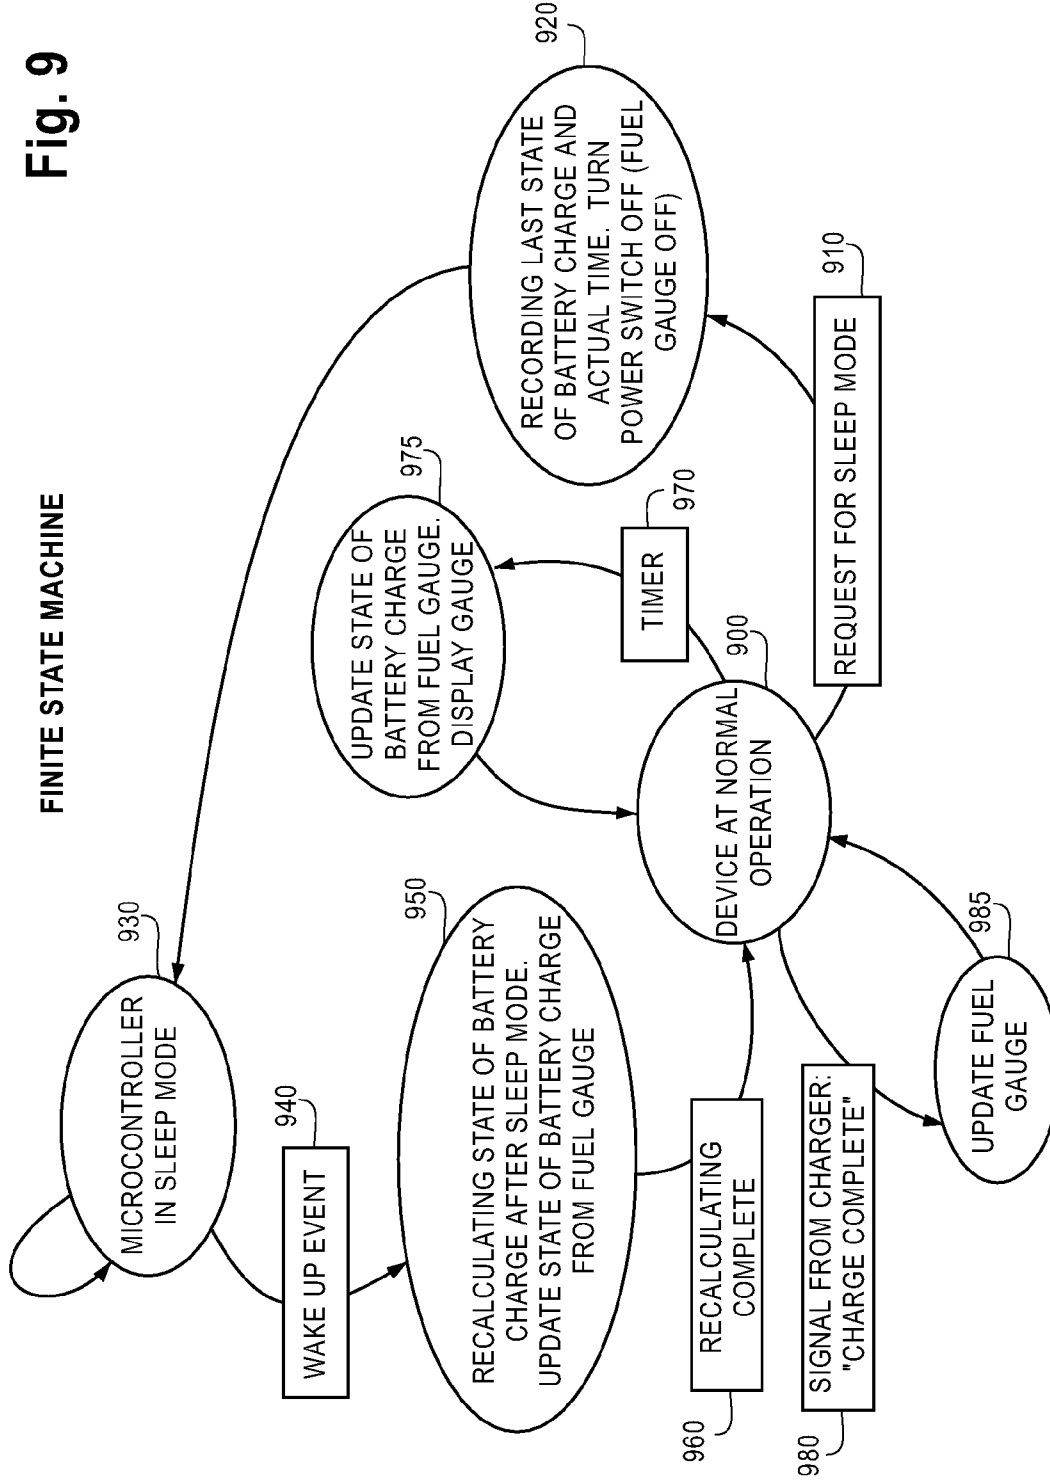 Fig. 9
FINITE STATE MACHINE
930
MICROCONTROLLER
IN SLEEP MODE
940
WAKE UP EVENT
950
RECALCULATING STATE OF BATTERY
CHARGE AFTER SLEEP MODE.
UPDATE STATE OF BATTERY CHARGE
FROM FUEL GAUGE
960
RECALCULATING
COMPLETE
980
SIGNAL FROM CHARGER:
"CHARGE COMPLETE"
985
UPDATE FUEL
GAUGE
900
DEVICE AT NORMAL
OPERATION
975
UPDATE STATE OF
BATTERY CHARGE
FROM FUEL GAUGE.
DISPLAY GAUGE
970
TIMER
920
RECORDING LAST STATE
OF BATTERY CHARGE AND
ACTUAL TIME. TURN
POWER SWITCH OFF (FUEL
GAUGE OFF)
910
REQUEST FOR SLEEP MODE